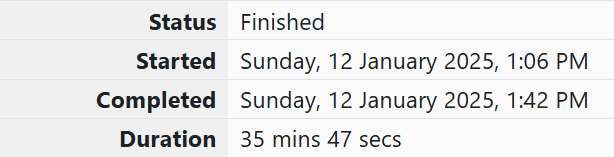 Status Finished
Started Sunday, 12 January 2025, 1:06 PM
Completed Sunday, 12 January 2025, 1:42 PM
Duration 35 mins 47 secs